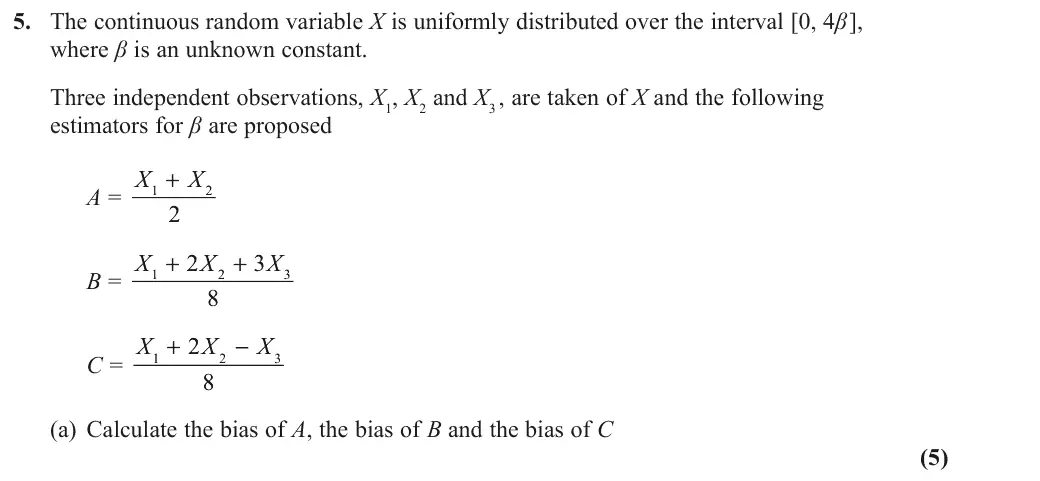 5. The continuous random variable X is uniformly distributed over the interval [0, 4β],
where β is an unknown constant.
Three independent observations, X₁, X₂ and X₃, are taken of X and the following
estimators for β are proposed
A = (X₁ + X₂)/2
B = (X₁ + 2X₂ + 3X₃)/8
C = (X₁ + 2X₂ − X₃)/8
(a) Calculate the bias of A, the bias of B and the bias of C
(5)